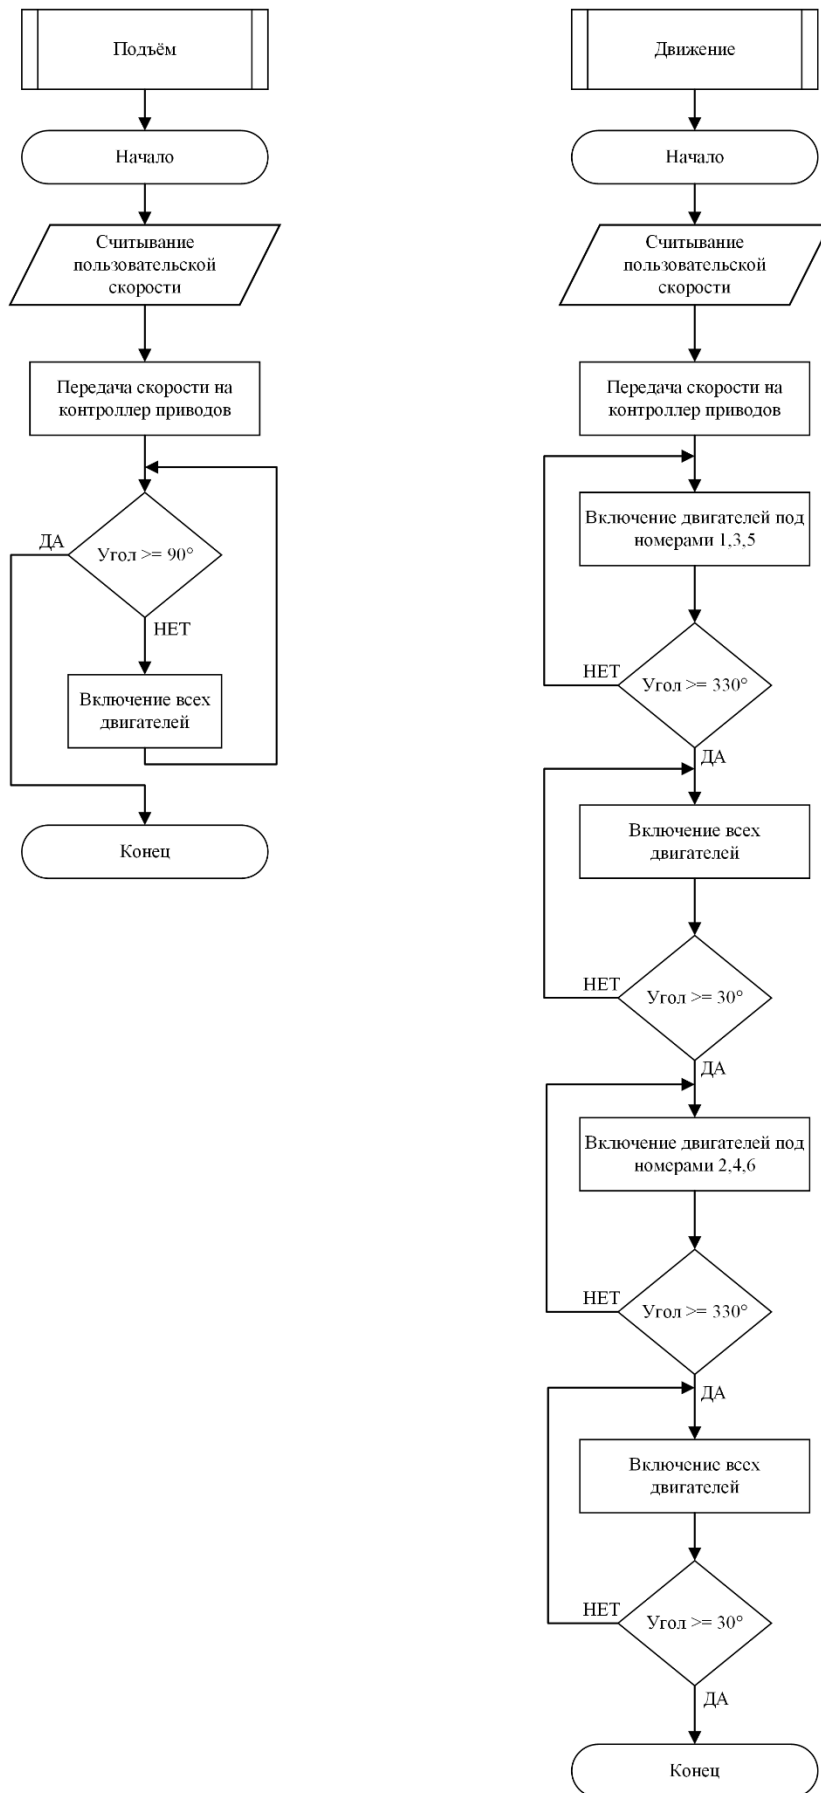 Подъём
Начало
Считывание
пользовательской
скорости
Передача скорости на
контроллер приводов
ДА
Угол >= 90°
НЕТ
Включение всех
двигателей
Конец
Движение
Начало
Считывание
пользовательской
скорости
Передача скорости на
контроллер приводов
Включение двигателей под
номерами 1,3,5
НЕТ
Угол >= 330°
ДА
Включение всех
двигателей
НЕТ
Угол >= 30°
ДА
Включение двигателей под
номерами 2,4,6
НЕТ
Угол >= 330°
ДА
Включение всех
двигателей
НЕТ
Угол >= 30°
ДА
Конец